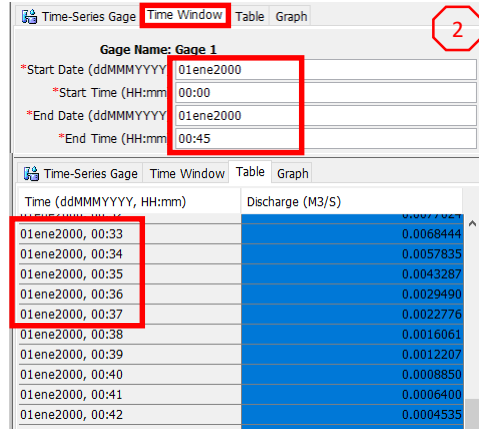 Time-Series Gage Time Window Table Graph
2
Gage Name: Gage 1
*Start Date (ddMMMYYYY 01ene2000
*Start Time (HH:mm 00:00
*End Date (ddMMMYYYY 01ene2000
*End Time (HH:mm 00:45
Time-Series Gage Time Window Table Graph
Time (ddMMMYYYY, HH:mm) Discharge (M3/S)
01ene2000, 00:33 0.0068444
01ene2000, 00:34 0.0057835
01ene2000, 00:35 0.0043287
01ene2000, 00:36 0.0029490
01ene2000, 00:37 0.0022776
01ene2000, 00:38 0.0016061
01ene2000, 00:39 0.0012207
01ene2000, 00:40 0.0008850
01ene2000, 00:41 0.0006400
01ene2000, 00:42 0.0004535